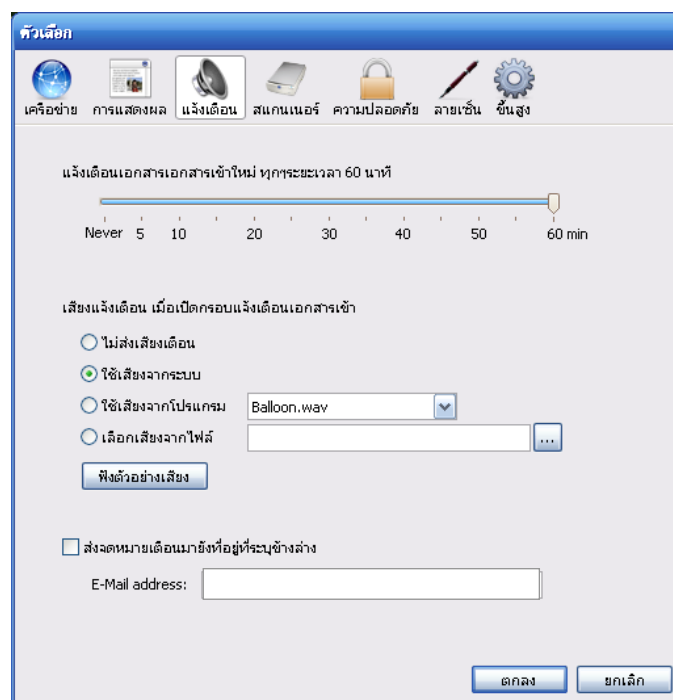 ตัวเลือก
เครือข่าย การแสดงผล แจ้งเตือน สแกนเนอร์ ความปลอดภัย ลายเซ็น ขั้นสูง
แจ้งเตือนเอกสารเอกสารเข้าใหม่ ทุกๆระยะเวลา 60 นาที
Never 5 10 20 30 40 50 60 min
เสียงแจ้งเตือน เมื่อเปิดกรอบแจ้งเตือนเอกสารเข้า
ไม่ส่งเสียงเตือน
ใช้เสียงจากระบบ
ใช้เสียงจากโปรแกรม Balloon.wav
เลือกเสียงจากไฟล์ ...
ฟังตัวอย่างเสียง
ส่งจดหมายเตือนมายังที่อยู่ที่ระบุข้างล่าง
E-Mail address:
ตกลง ยกเลิก